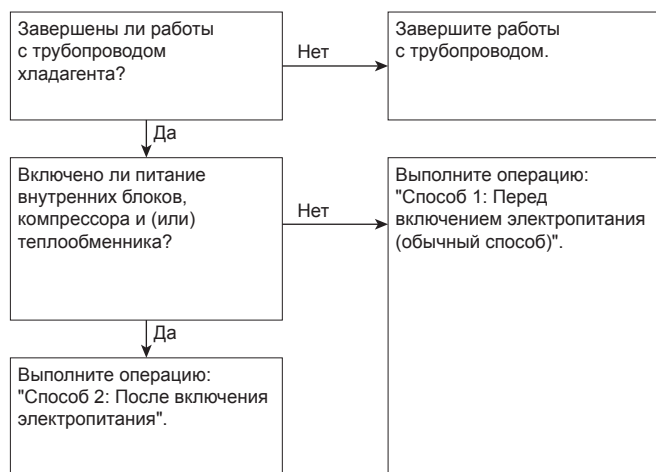 Завершены ли работы
с трубопроводом
хладагента?
Нет
Завершите работы
с трубопроводом.
Да
Включено ли питание
внутренних блоков,
компрессора и (или)
теплообменника?
Нет
Выполните операцию:
"Способ 1: Перед
включением электропитания
(обычный способ)".
Да
Выполните операцию:
"Способ 2: После включения
электропитания".